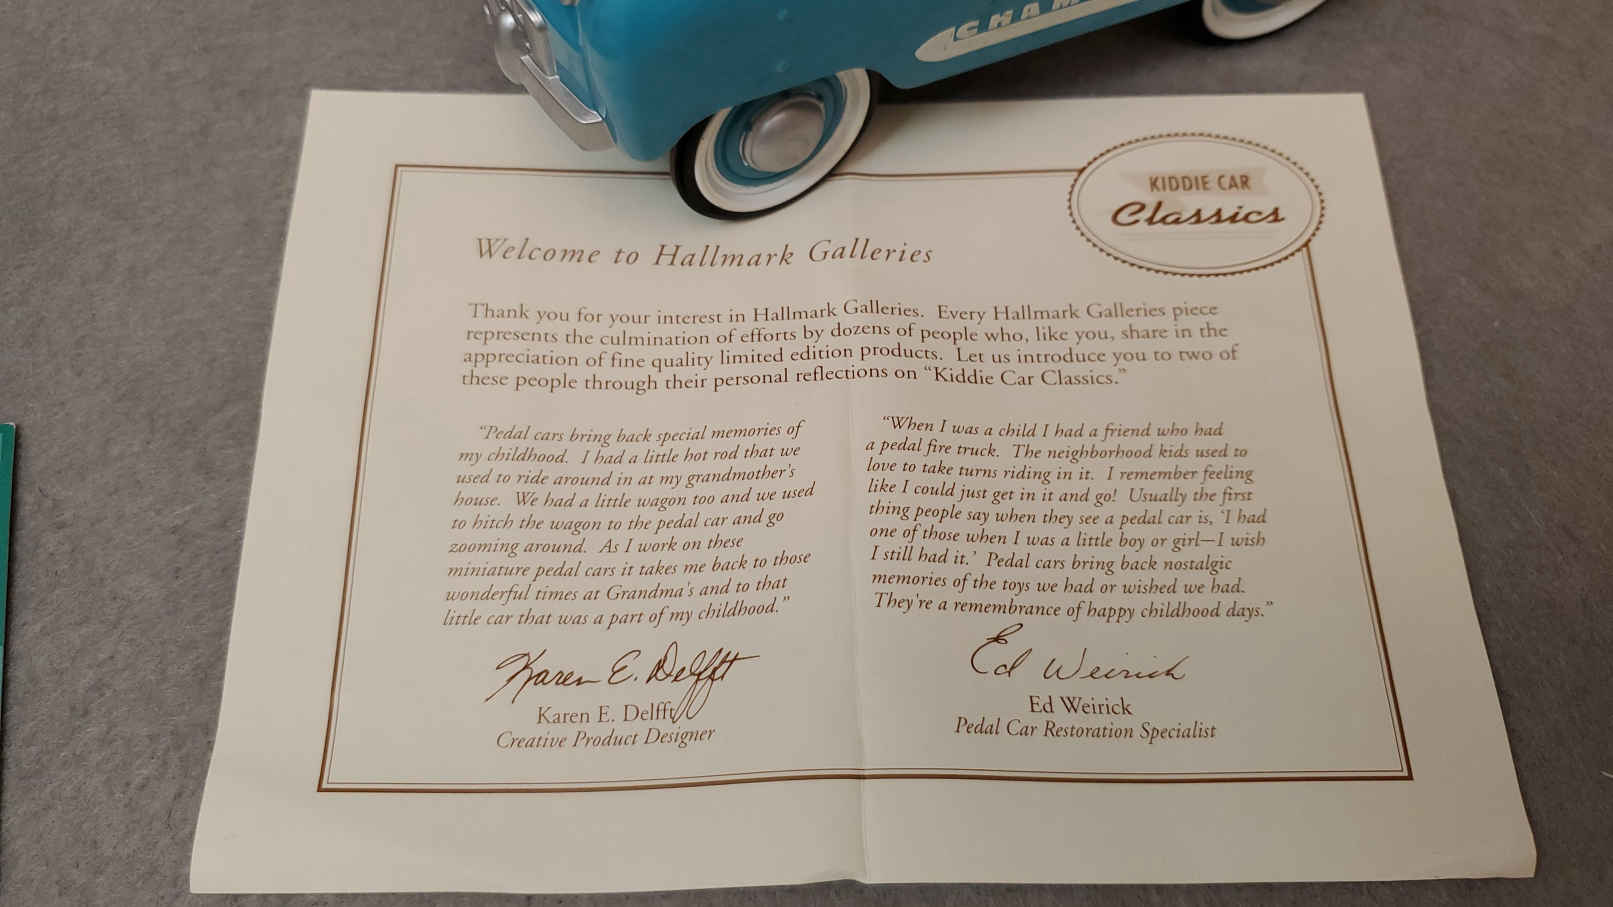 KIDDIE CAR
Classics
Welcome to Hallmark Galleries
Thank you for your interest in Hallmark Galleries. Every Hallmark Galleries piece
represents the culmination of efforts by dozens of people who, like you, share in the
appreciation of fine quality limited edition products. Let us introduce you to two of
these people through their personal reflections on “Kiddie Car Classics.”
“Pedal cars bring back special memories of
my childhood. I had a little hot rod that we
used to ride around in at my grandmother's
house. We had a little wagon too and we used
to hitch the wagon to the pedal car and go
zooming around. As I work on these
miniature pedal cars it takes me back to those
wonderful times at Grandma's and to that
little car that was a part of my childhood.”
Karen E. Delfft
Karen E. Delfft
Creative Product Designer
“When I was a child I had a friend who had
a pedal fire truck. The neighborhood kids used to
love to take turns riding in it. I remember feeling
like I could just get in it and go! Usually the first
thing people say when they see a pedal car is, ‘I had
one of those when I was a little boy or girl—I wish
I still had it.’ Pedal cars bring back nostalgic
memories of the toys we had or wished we had.
They're a remembrance of happy childhood days.”
Ed Weirick
Ed Weirick
Pedal Car Restoration Specialist